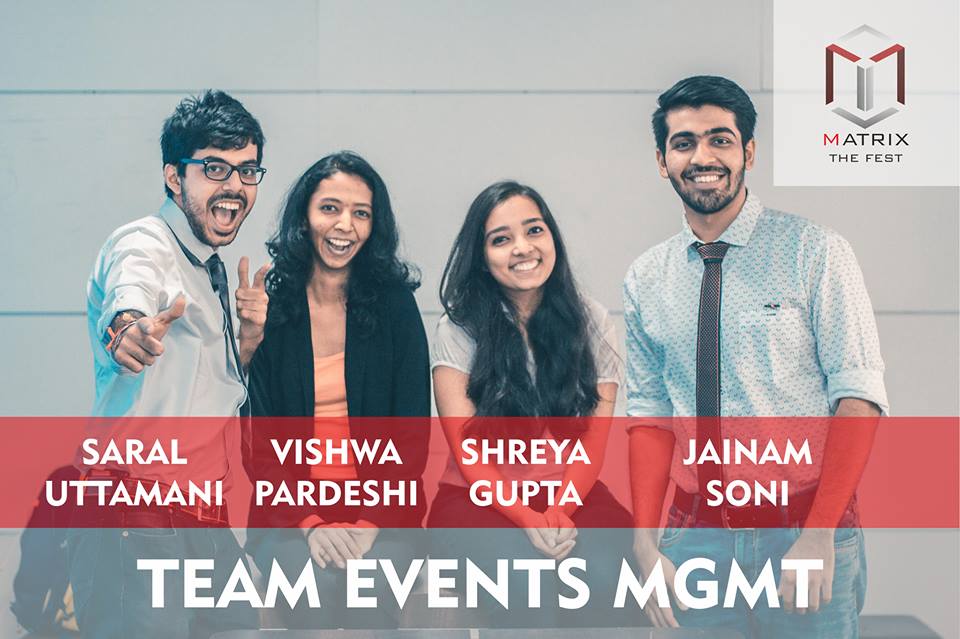 MATRIX
THE FEST
SARAL UTTAMANI
VISHWA PARDESHI
SHREYA GUPTA
JAINAM SONI
TEAM EVENTS MGMT